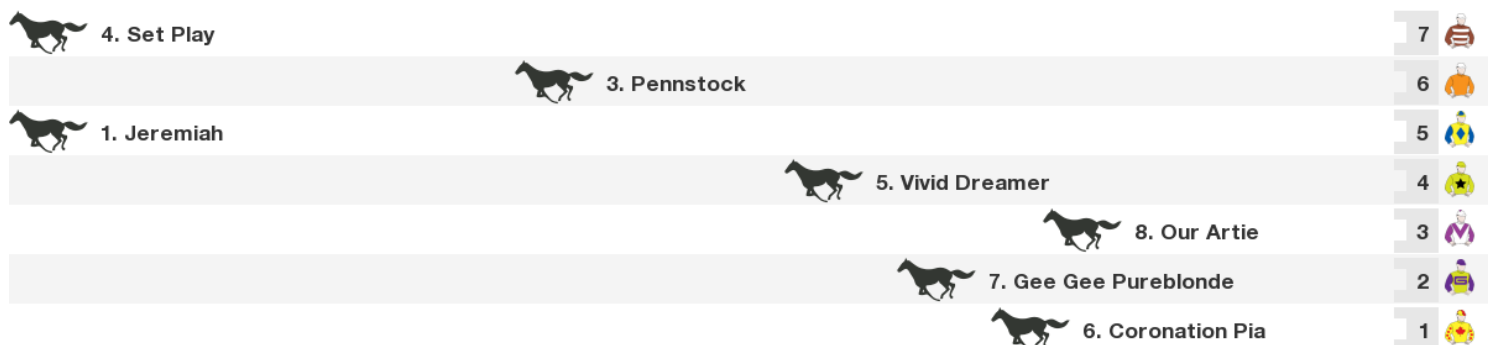 4. Set Play 7
3. Pennstock 6
1. Jeremiah 5
5. Vivid Dreamer 4
8. Our Artie 3
7. Gee Gee Pureblonde 2
6. Coronation Pia 1